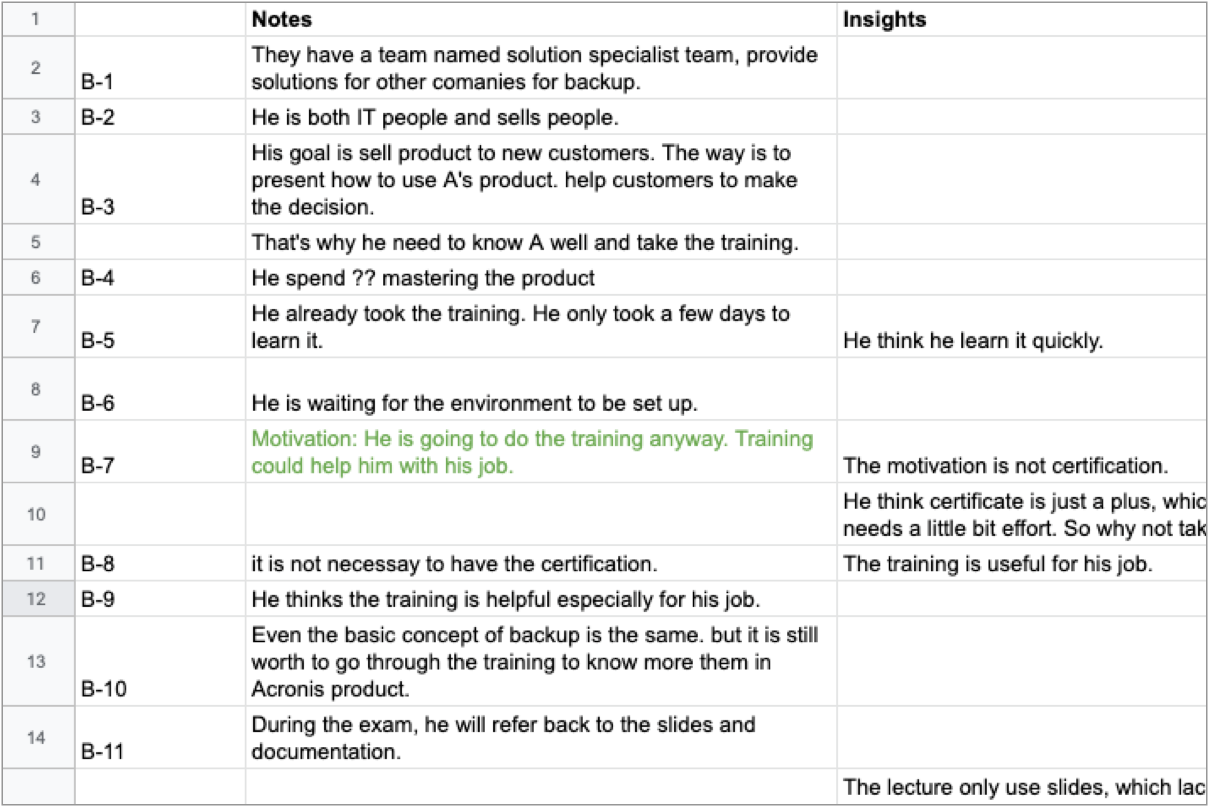 1 Notes Insights
They have a team named solution specialist team, provide
2 B-1 solutions for other comanies for backup.
3 B-2 He is both IT people and sells people.
His goal is sell product to new customers. The way is to
4 present how to use A's product. help customers to make
B-3 the decision.
5 That's why he need to know A well and take the training.
6 B-4 He spend ?? mastering the product
He already took the training. He only took a few days to
7 B-5 learn it. He think he learn it quickly.
8 B-6 He is waiting for the environment to be set up.
Motivation: He is going to do the training anyway. Training
9 B-7 could help him with his job. The motivation is not certification.
He think certificate is just a plus, whic
10 needs a little bit effort. So why not tak
11 B-8 it is not necessay to have the certification. The training is useful for his job.
12 B-9 He thinks the training is helpful especially for his job.
Even the basic concept of backup is the same. but it is still
13 worth to go through the training to know more them in
B-10 Acronis product.
During the exam, he will refer back to the slides and
14 B-11 documentation.
The lecture only use slides, which lac